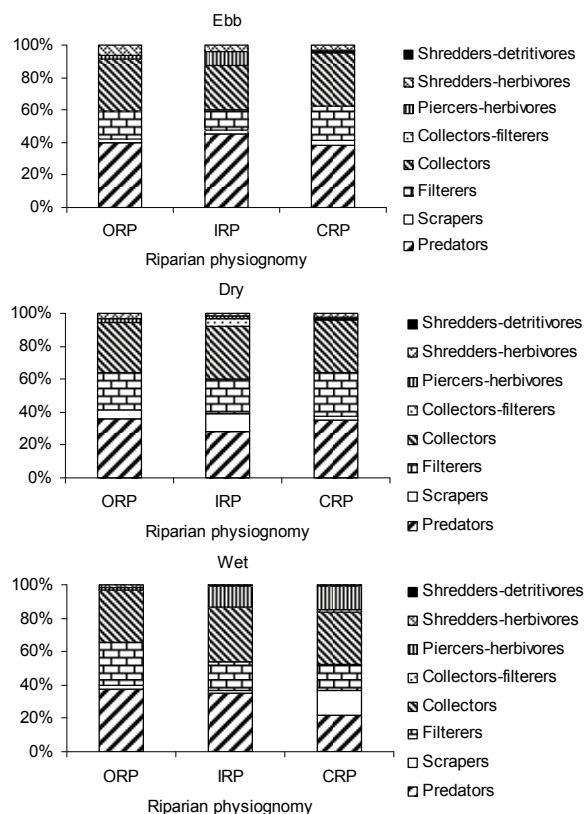 Ebb
100%
80%
60%
40%
20%
0%
ORP IRP CRP
Riparian physiognomy
Shredders-detritivores
Shredders-herbivores
Piercers-herbivores
Collectors-filterers
Collectors
Filterers
Scrapers
Predators
Dry
100%
80%
60%
40%
20%
0%
ORP IRP CRP
Riparian physiognomy
Shredders-detritivores
Shredders-herbivores
Piercers-herbivores
Collectors-filterers
Collectors
Filterers
Scrapers
Predators
Wet
100%
80%
60%
40%
20%
0%
ORP IRP CRP
Riparian physiognomy
Shredders-detritivores
Shredders-herbivores
Piercers-herbivores
Collectors-filterers
Collectors
Filterers
Scrapers
Predators